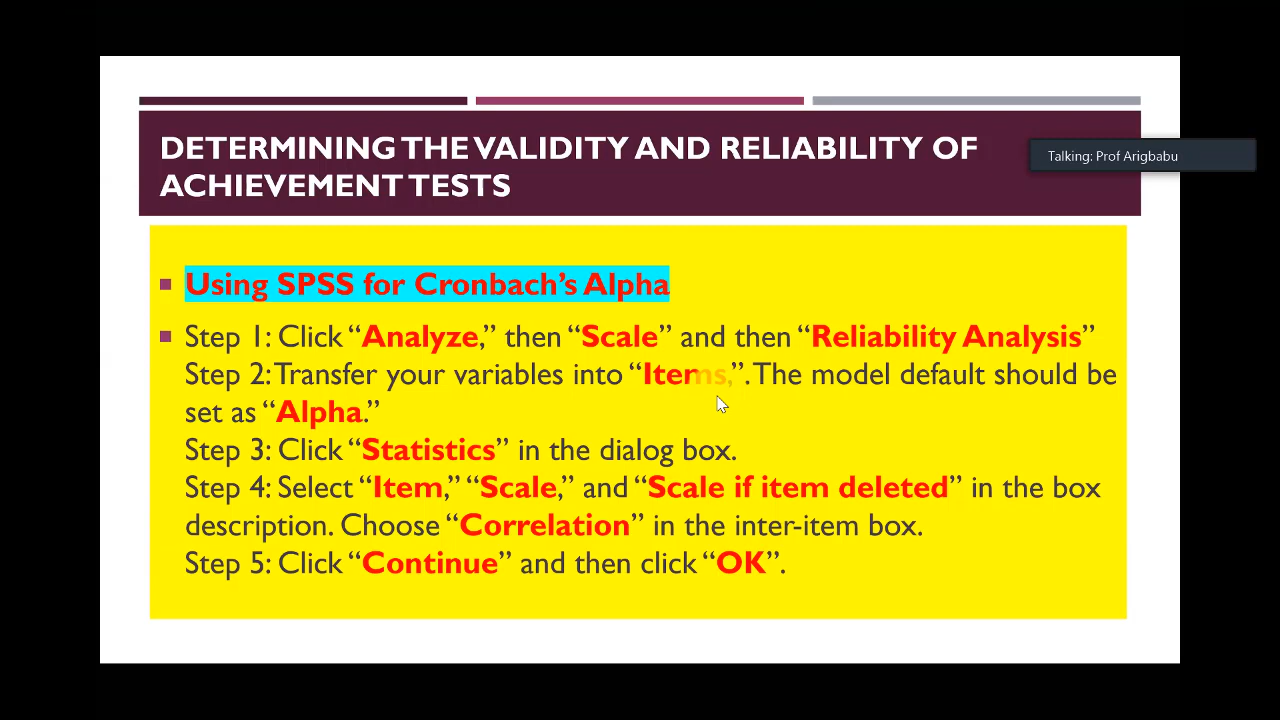 DETERMINING THE VALIDITY AND RELIABILITY OF
ACHIEVEMENT TESTS
Talking: Prof Arigbabu
Using SPSS for Cronbach’s Alpha
Step 1: Click “Analyze,” then “Scale” and then “Reliability Analysis”
Step 2: Transfer your variables into “Items,”. The model default should be
set as “Alpha.”
Step 3: Click “Statistics” in the dialog box.
Step 4: Select “Item,” “Scale,” and “Scale if item deleted” in the box
description. Choose “Correlation” in the inter-item box.
Step 5: Click “Continue” and then click “OK”.